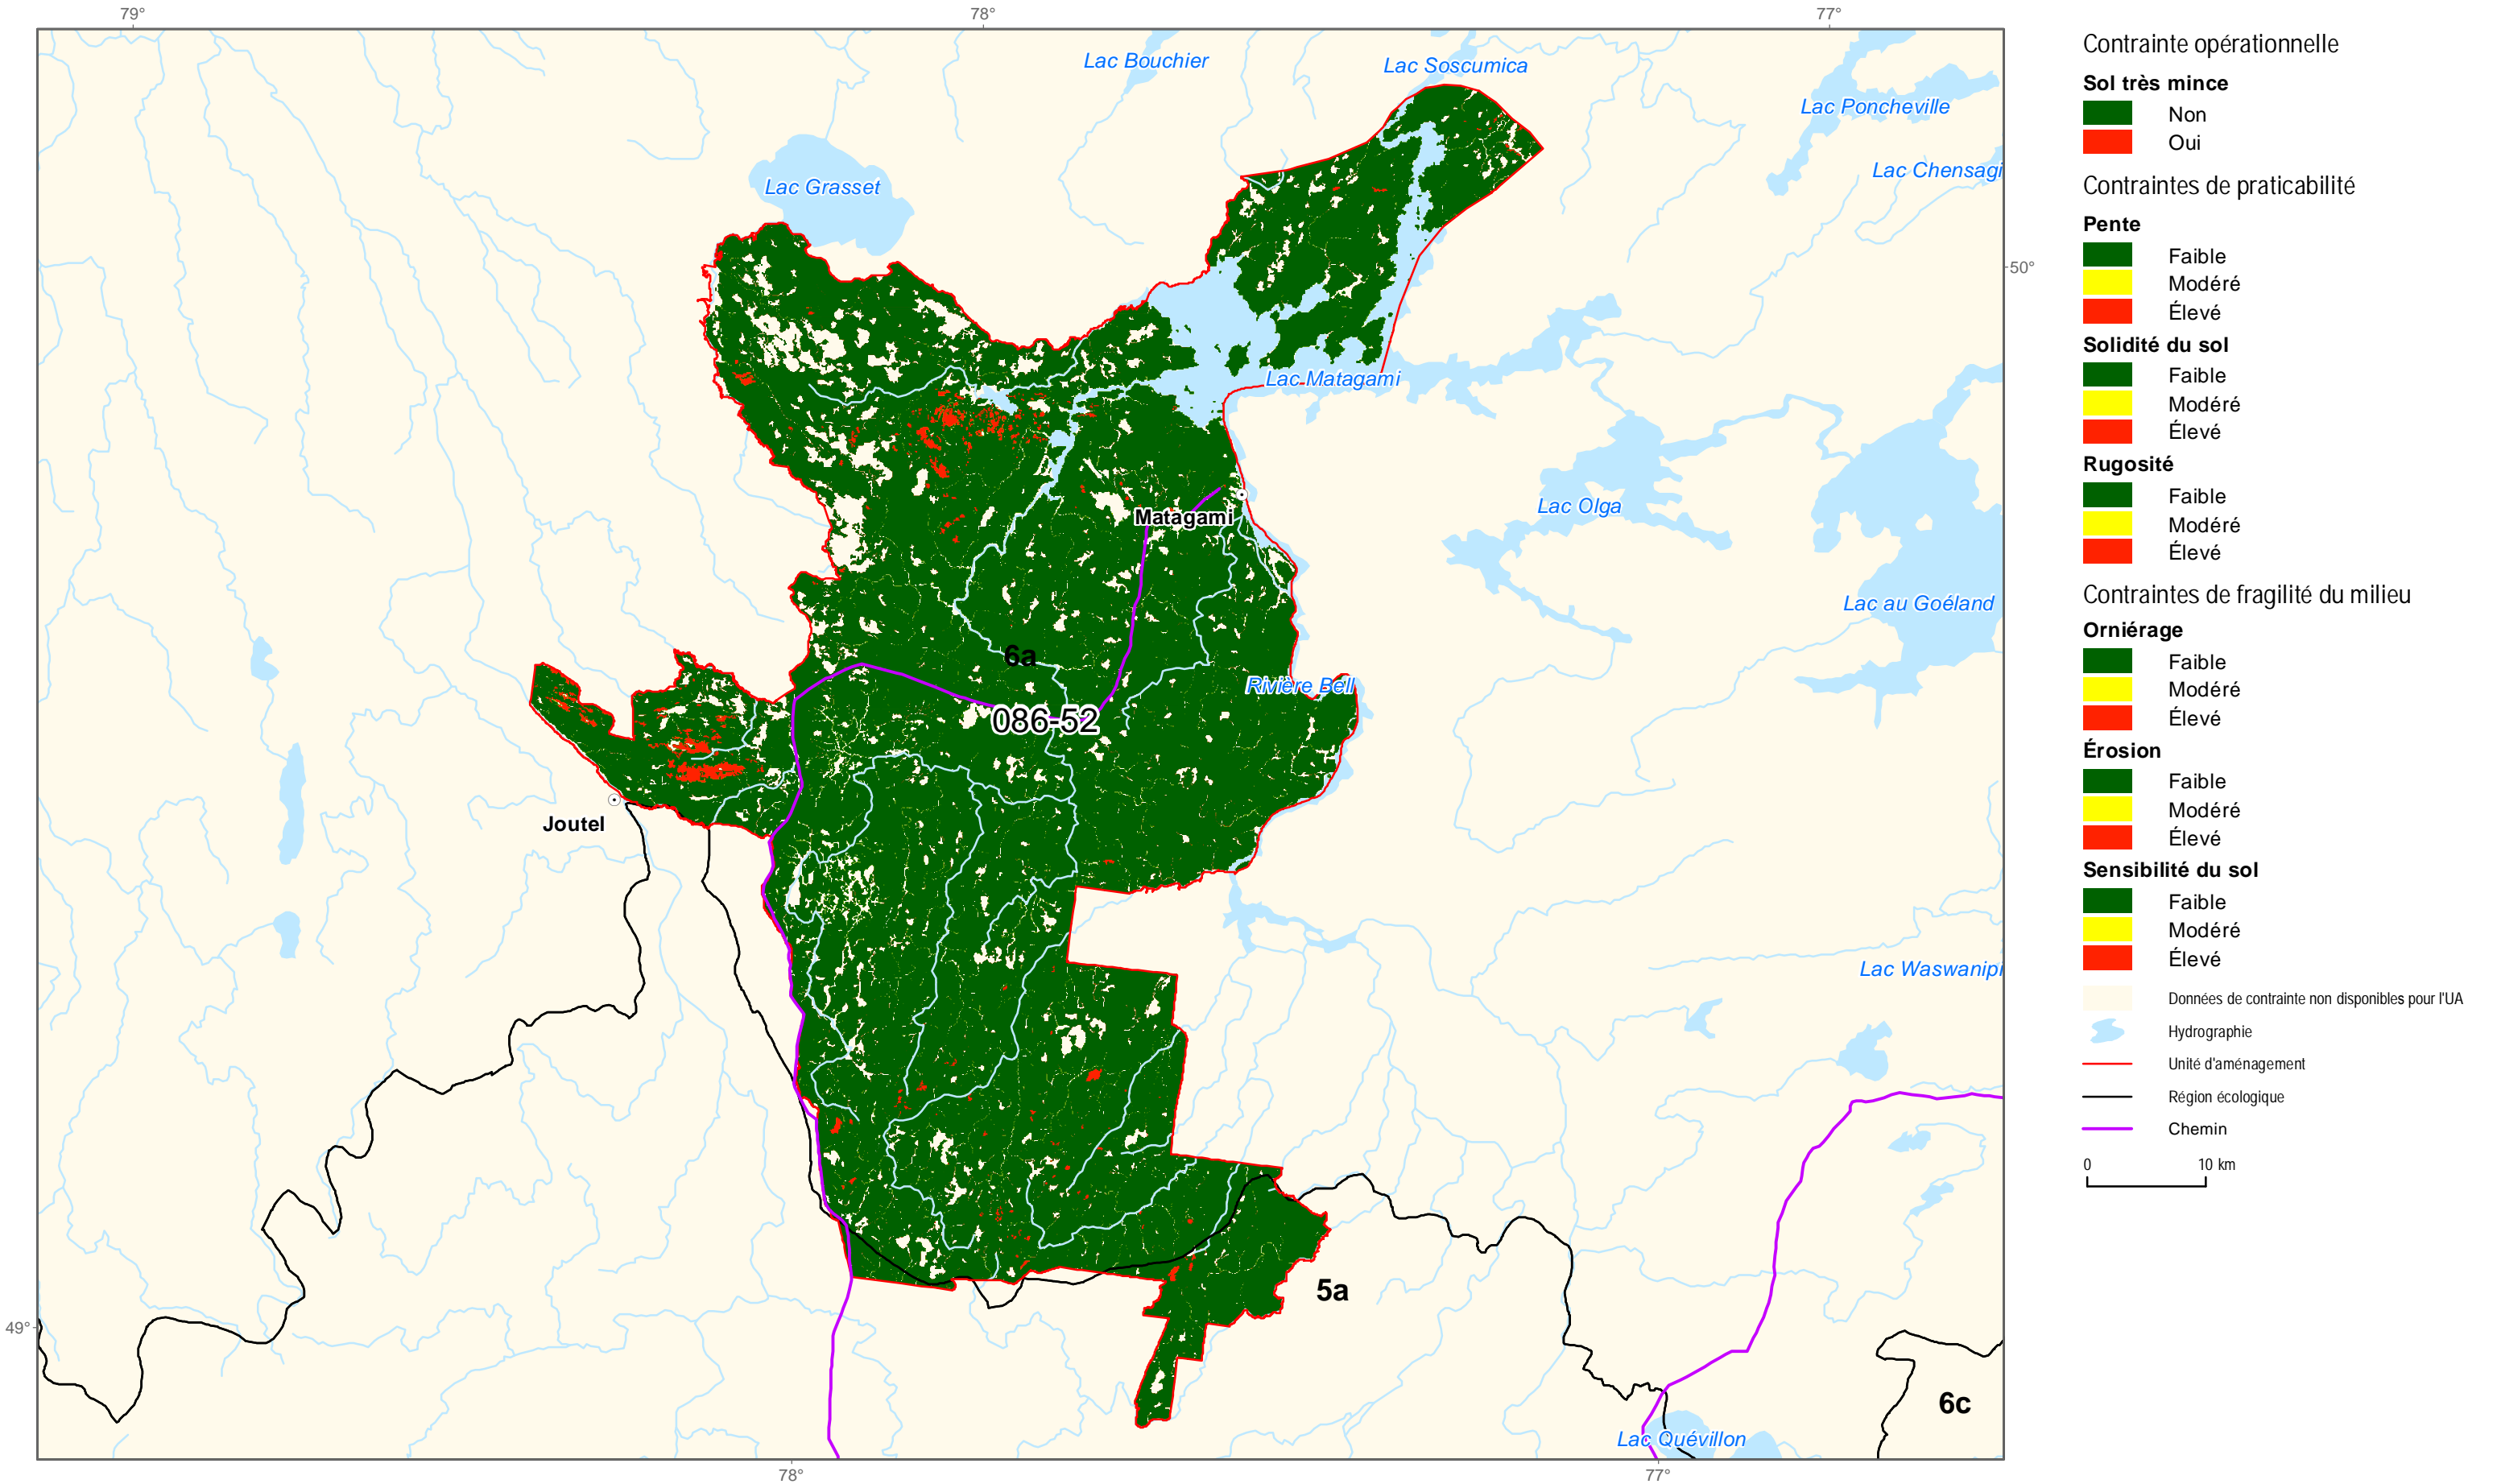 79°
78°
77°
Lac Bouchier
Lac Soscumica
Lac Poncheville
Lac Chensagi
Lac Grasset
50°
Lac Matagami
Lac Olga
Matagami
Lac au Goéland
6a
Rivière Bell
086-52
Joutel
Lac Waswanipi
5a
49°
6c
Lac Quévillon
78°
77°
Contrainte opérationnelle
Sol très mince
Non
Oui
Contraintes de praticabilité
Pente
Faible
Modéré
Élevé
Solidité du sol
Faible
Modéré
Élevé
Rugosité
Faible
Modéré
Élevé
Contraintes de fragilité du milieu
Orniérage
Faible
Modéré
Élevé
Érosion
Faible
Modéré
Élevé
Sensibilité du sol
Faible
Modéré
Élevé
Données de contrainte non disponibles pour l'UA
Hydrographie
Unité d'aménagement
Région écologique
Chemin
0 10 km